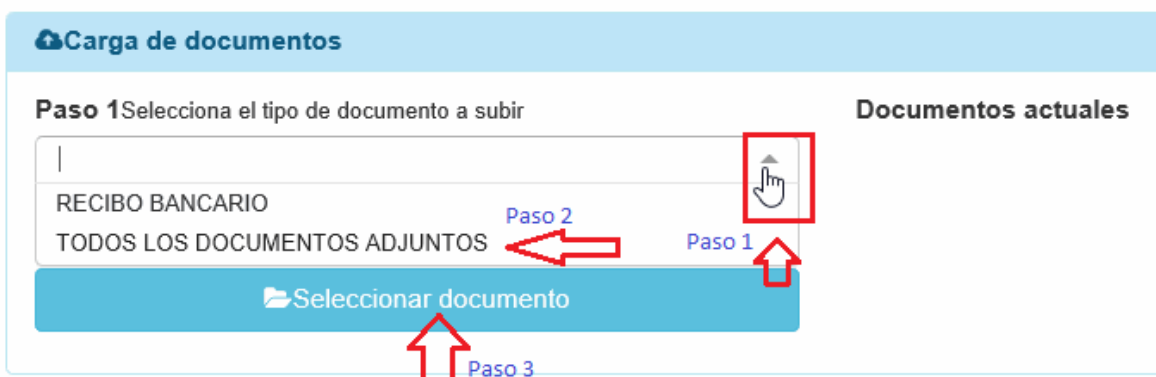 Carga de documentos
Paso 1Selecciona el tipo de documento a subir
Documentos actuales
RECIBO BANCARIO
Paso 2
TODOS LOS DOCUMENTOS ADJUNTOS
Paso 1
Seleccionar documento
Paso 3